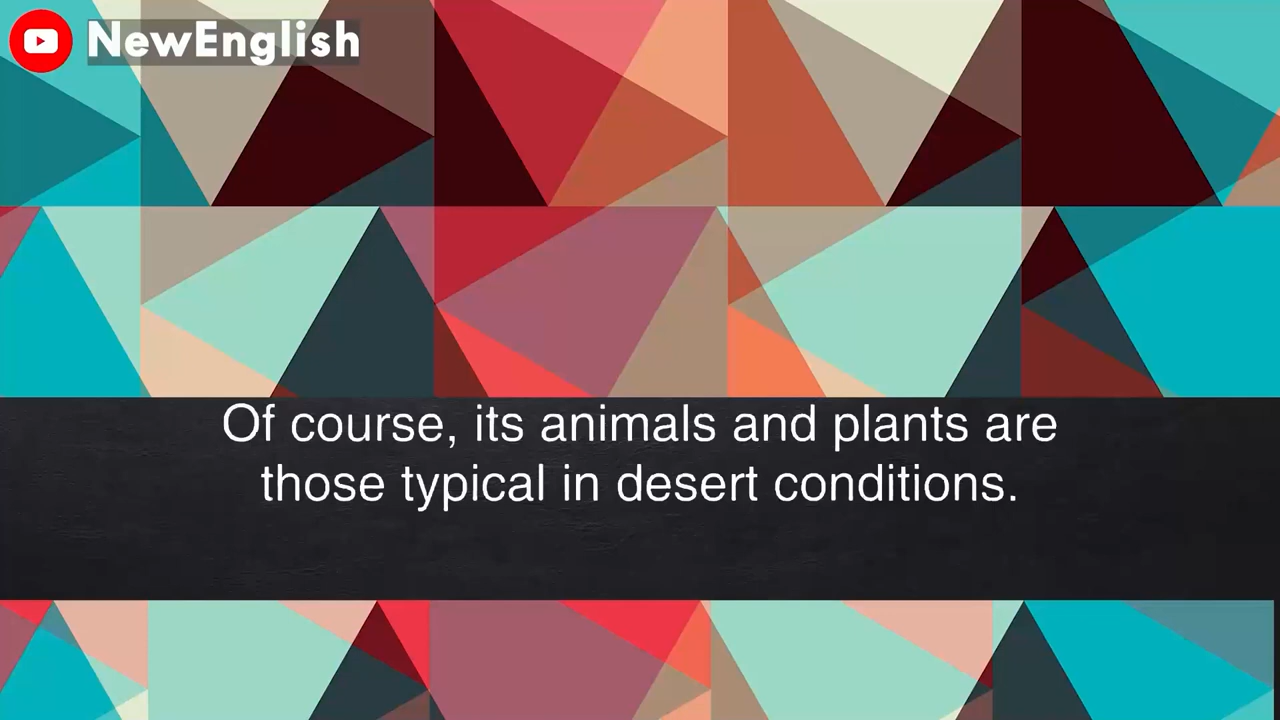 NewEnglish
Of course, its animals and plants are
those typical in desert conditions.